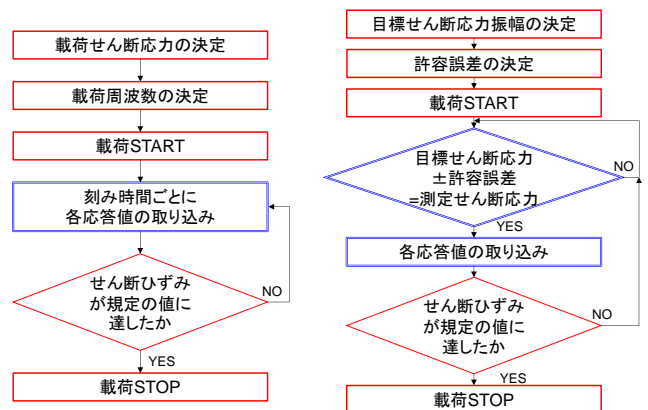 載荷せん断応力の決定
載荷周波数の決定
載荷START
刻み時間ごとに
各応答値の取り込み
せん断ひずみ
が規定の値に
達したか
NO
YES
載荷STOP
目標せん断応力振幅の決定
許容誤差の決定
載荷START
目標せん断応力
±許容誤差
=測定せん断応力
NO
YES
各応答値の取り込み
せん断ひずみ
が規定の値に
達したか
NO
YES
載荷STOP